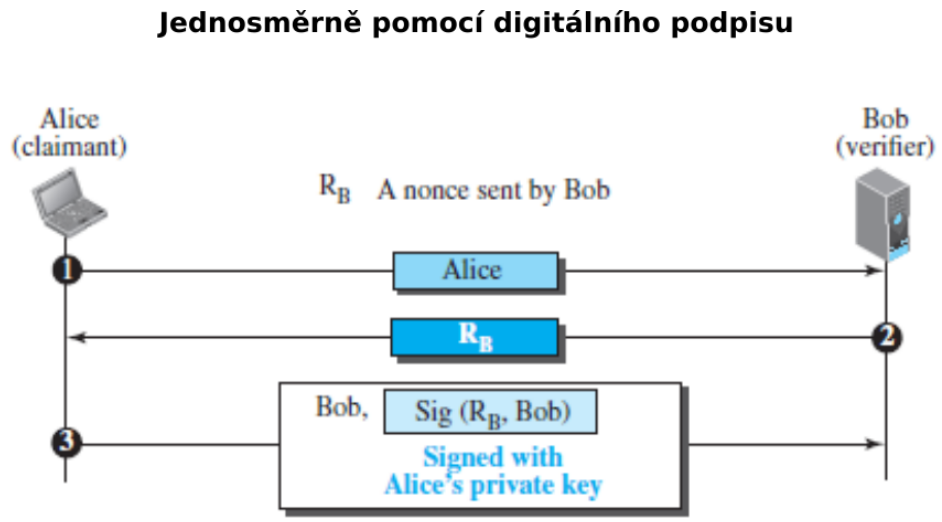 Jednosměrně pomocí digitálního podpisu
Alice
(claimant)
Bob
(verifier)
R_B A nonce sent by Bob
1
Alice
R_B
2
3
Bob, Sig (R_B, Bob)
Signed with
Alice's private key